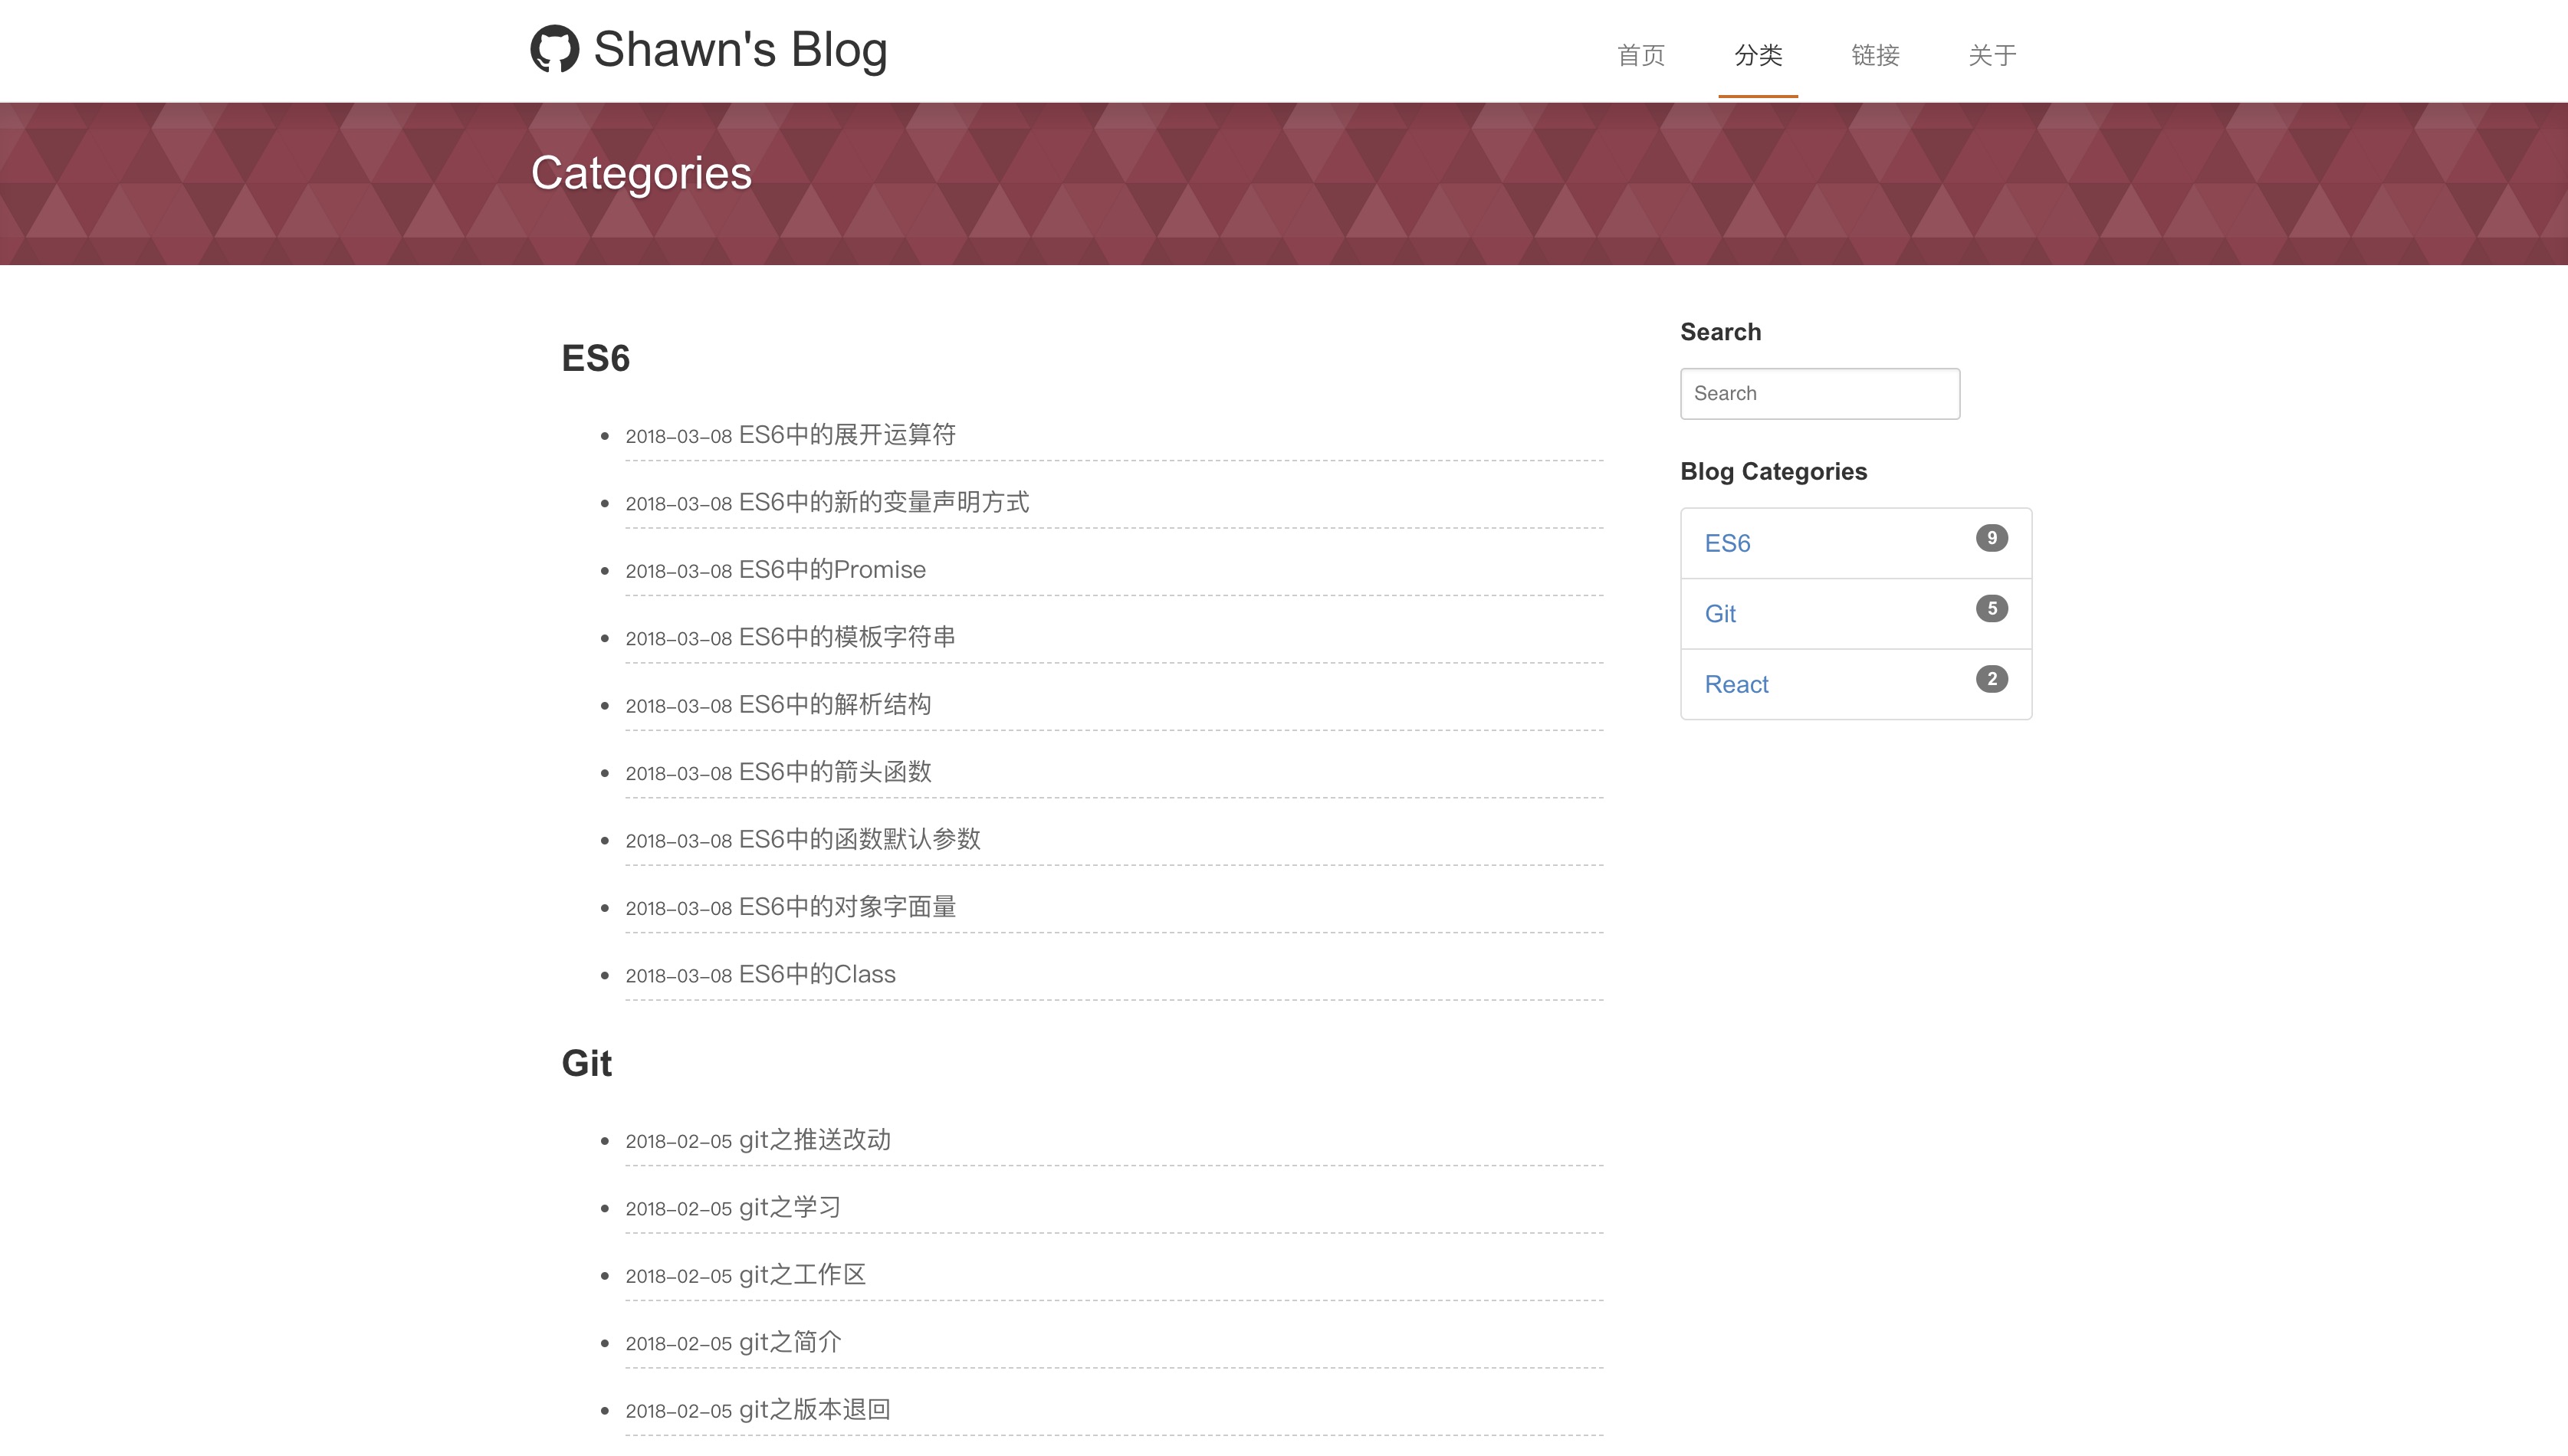 Shawn's Blog
首页 分类 链接 关于
Categories
ES6
2018-03-08 ES6中的展开运算符
2018-03-08 ES6中的新的变量声明方式
2018-03-08 ES6中的Promise
2018-03-08 ES6中的模板字符串
2018-03-08 ES6中的解析结构
2018-03-08 ES6中的箭头函数
2018-03-08 ES6中的函数默认参数
2018-03-08 ES6中的对象字面量
2018-03-08 ES6中的Class
Git
2018-02-05 git之推送改动
2018-02-05 git之学习
2018-02-05 git之工作区
2018-02-05 git之简介
2018-02-05 git之版本退回
Search
Search
Blog Categories
ES6 9
Git 5
React 2